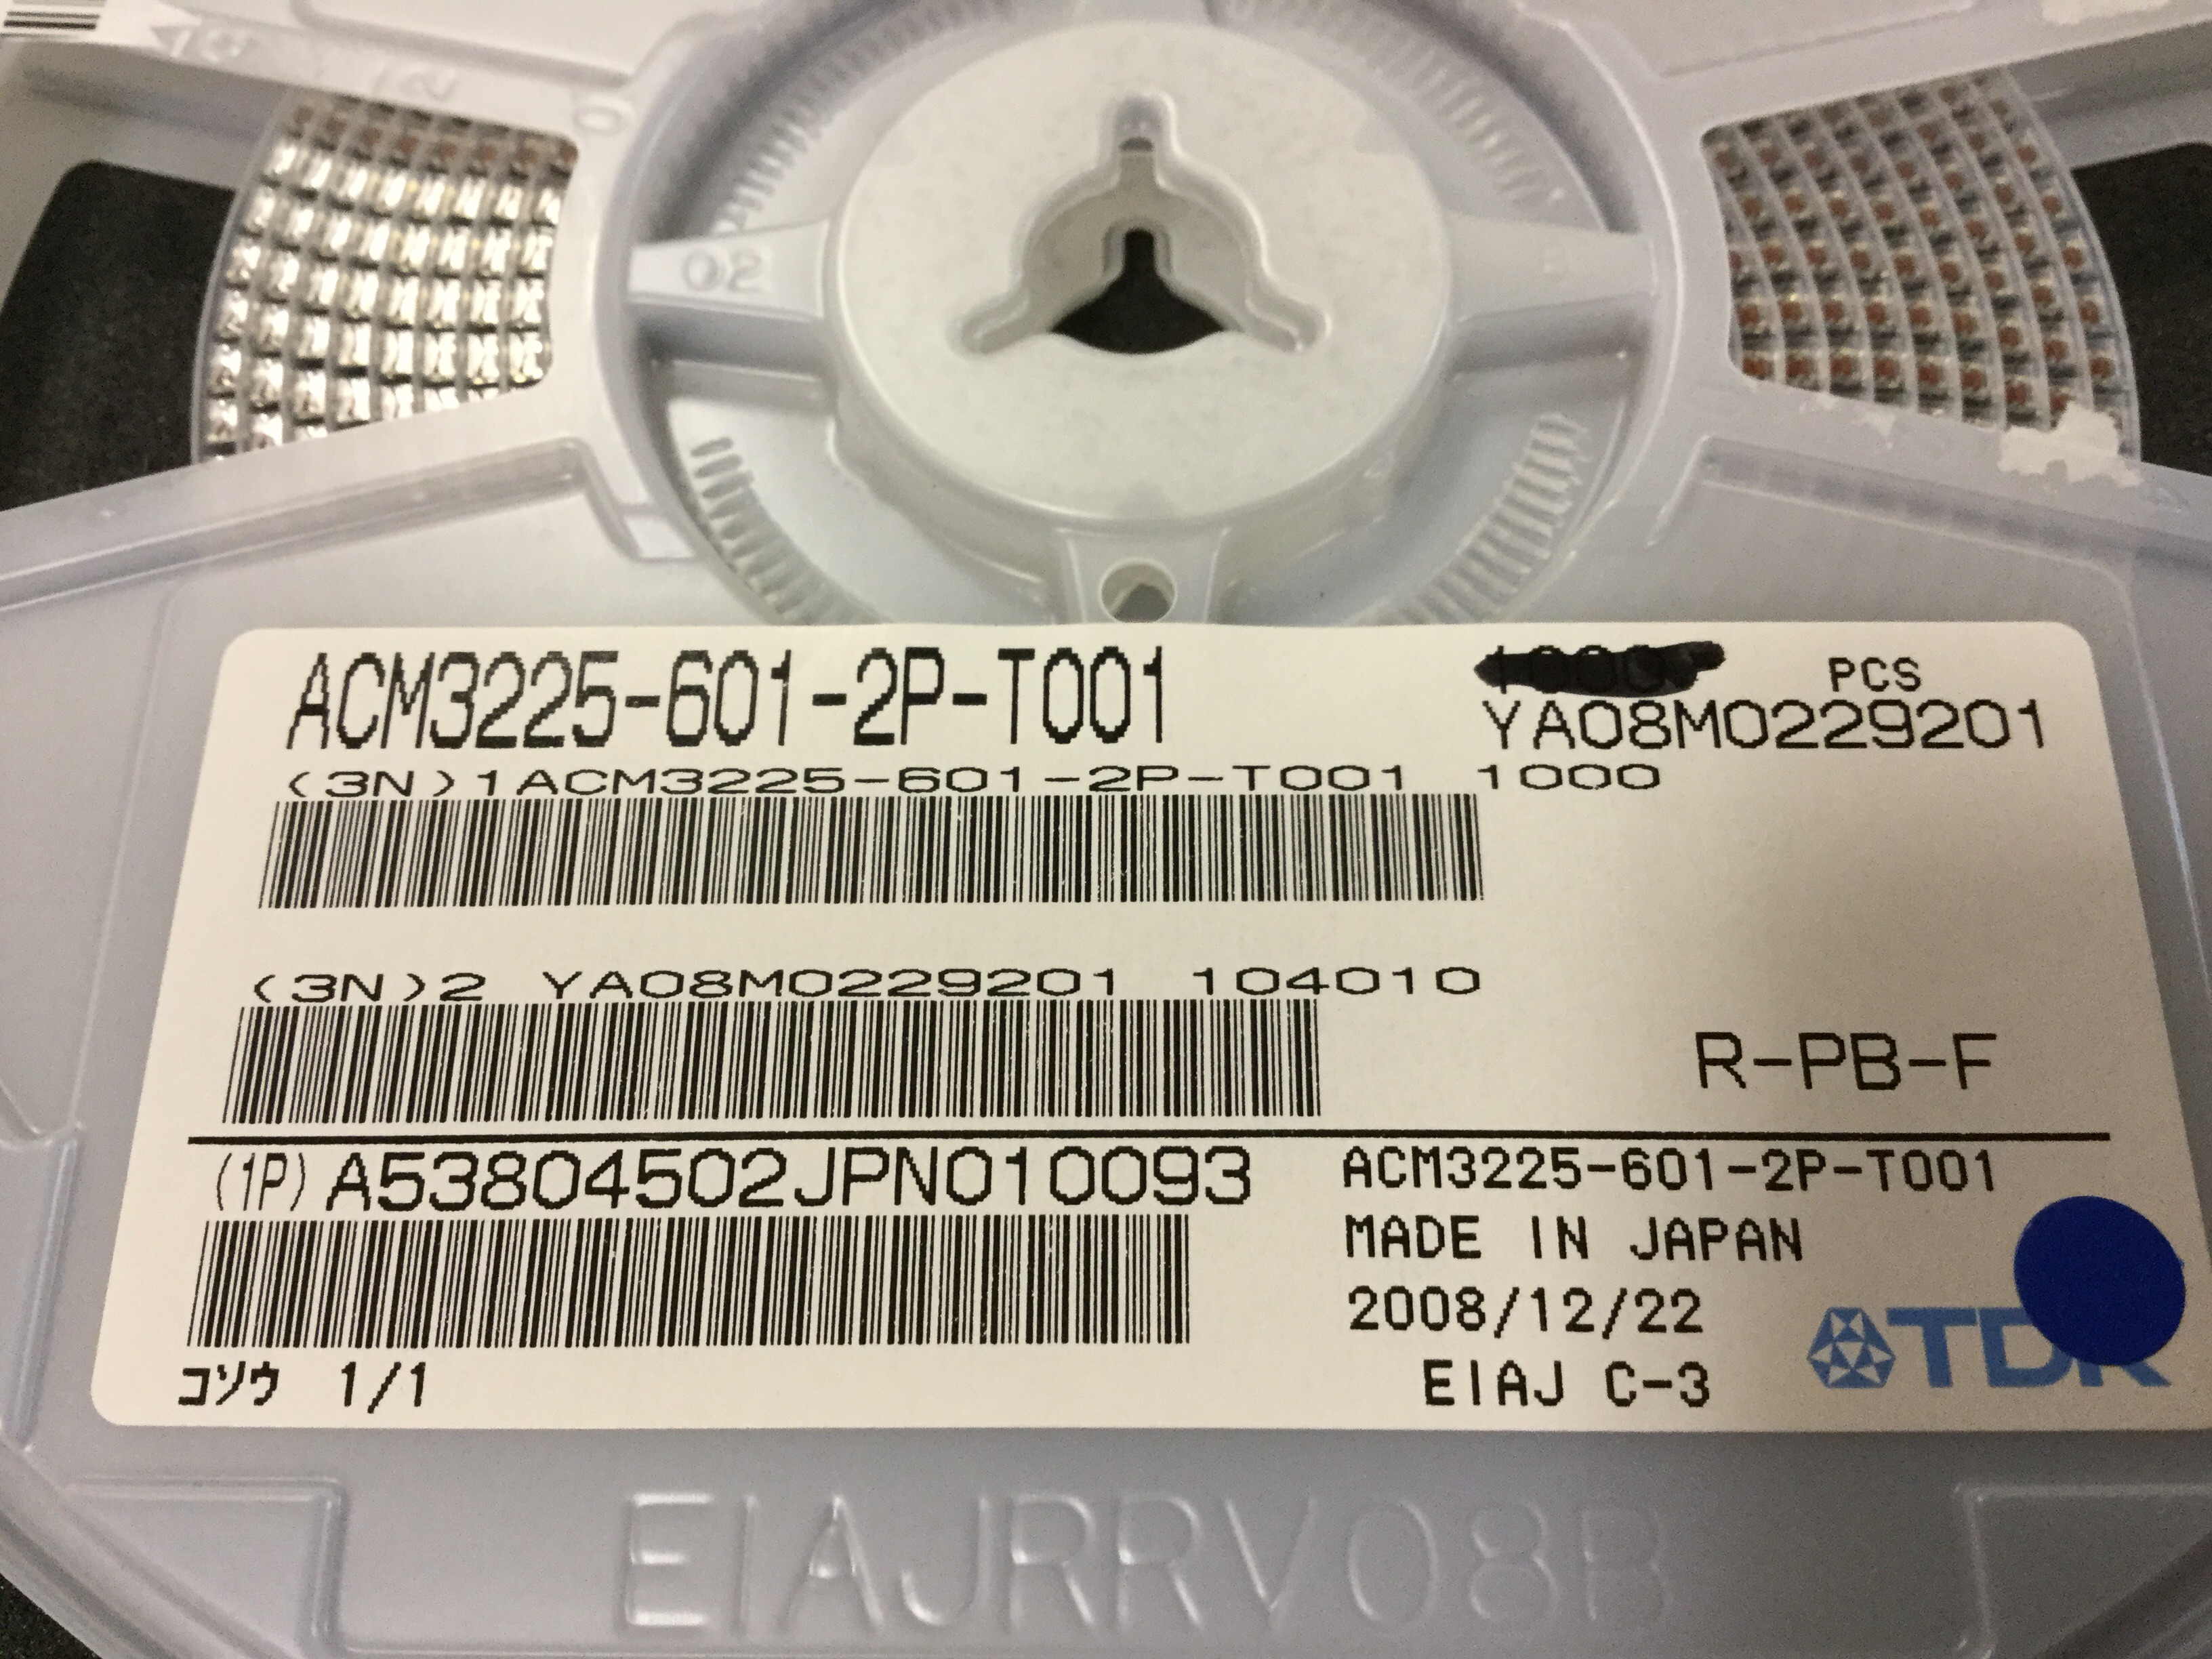 02
ACM3225-601-2P-T001
1000 PCS
YA08M0229201
(3N)1ACM3225-601-2P-T001 1000
(3N)2 YA08M0229201 104010
R-PB-F
(1P) A53804502JPN010093
ACM3225-601-2P-T001
MADE IN JAPAN
2008/12/22
コソウ 1/1
EIAJ C-3
TDK
EIAJRRV08B